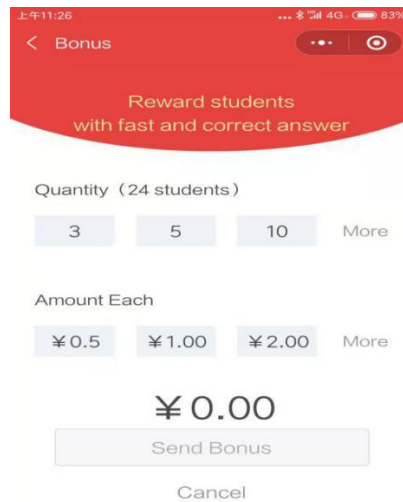 上午11:26 ... 4G 83%
Bonus
Reward students
with fast and correct answer
Quantity（24 students）
3 5 10 More
Amount Each
¥0.5 ¥1.00 ¥2.00 More
¥0.00
Send Bonus
Cancel